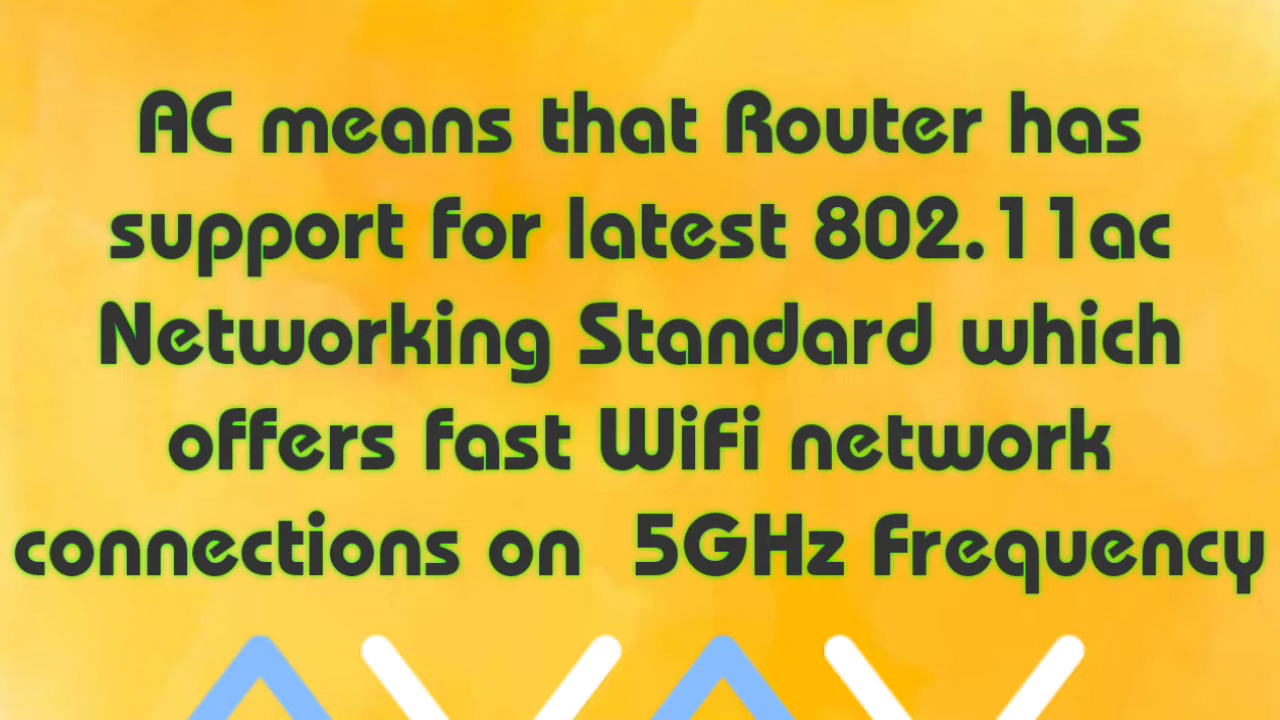 AC means that Router has
support for latest 802.11ac
Networking Standard which
offers fast WiFi network
connections on  5GHz Frequency